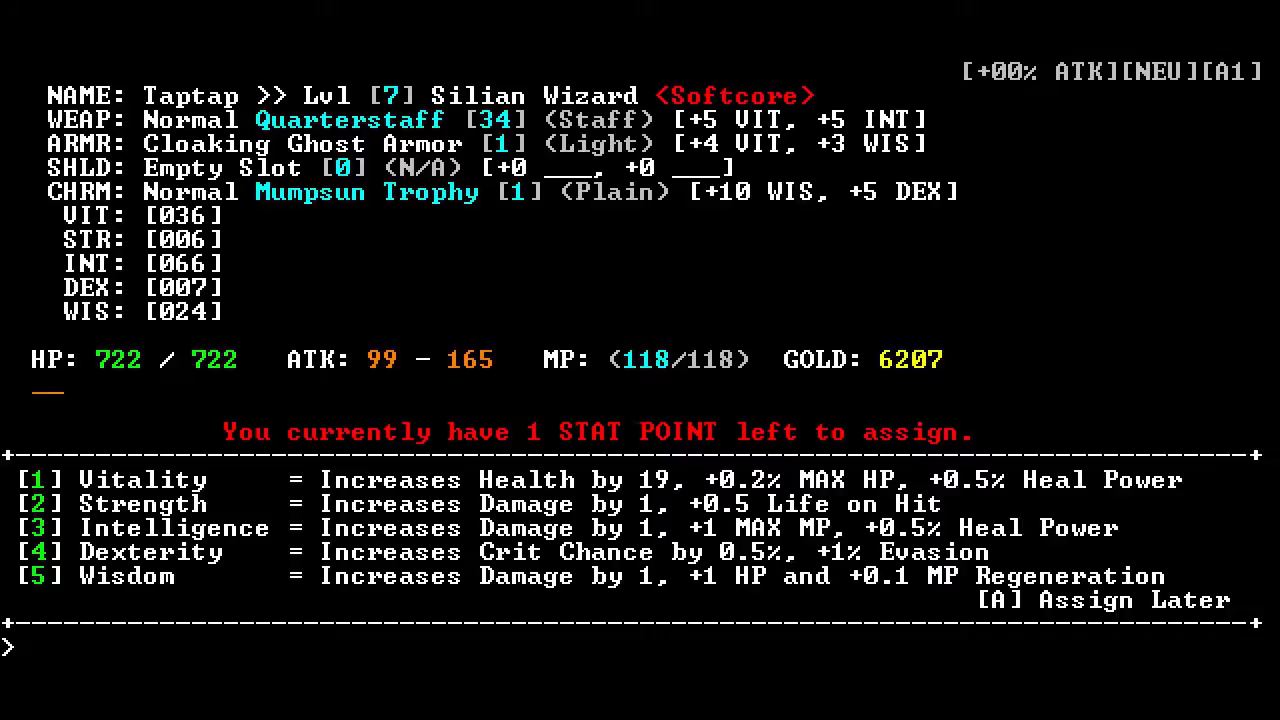 [+00% ATK][NEU][A1]
NAME: Taptap >> Lvl [7] Silian Wizard <Softcore>
WEAP: Normal Quarterstaff [34] (Staff) [+5 VIT, +5 INT]
ARMR: Cloaking Ghost Armor [1] (Light) [+4 VIT, +3 WIS]
SHLD: Empty Slot [0] (N/A) [+0 ___, +0 ___]
CHRM: Normal Mumpsun Trophy [1] (Plain) [+10 WIS, +5 DEX]
VIT: [036]
STR: [006]
INT: [066]
DEX: [007]
WIS: [024]
HP: 722 / 722 ATK: 99 - 165 MP: (118/118) GOLD: 6207
__
You currently have 1 STAT POINT left to assign.
[1] Vitality = Increases Health by 19, +0.2% MAX HP, +0.5% Heal Power
[2] Strength = Increases Damage by 1, +0.5 Life on Hit
[3] Intelligence = Increases Damage by 1, +1 MAX MP, +0.5% Heal Power
[4] Dexterity = Increases Crit Chance by 0.5%, +1% Evasion
[5] Wisdom = Increases Damage by 1, +1 HP and +0.1 MP Regeneration
[A] Assign Later
>